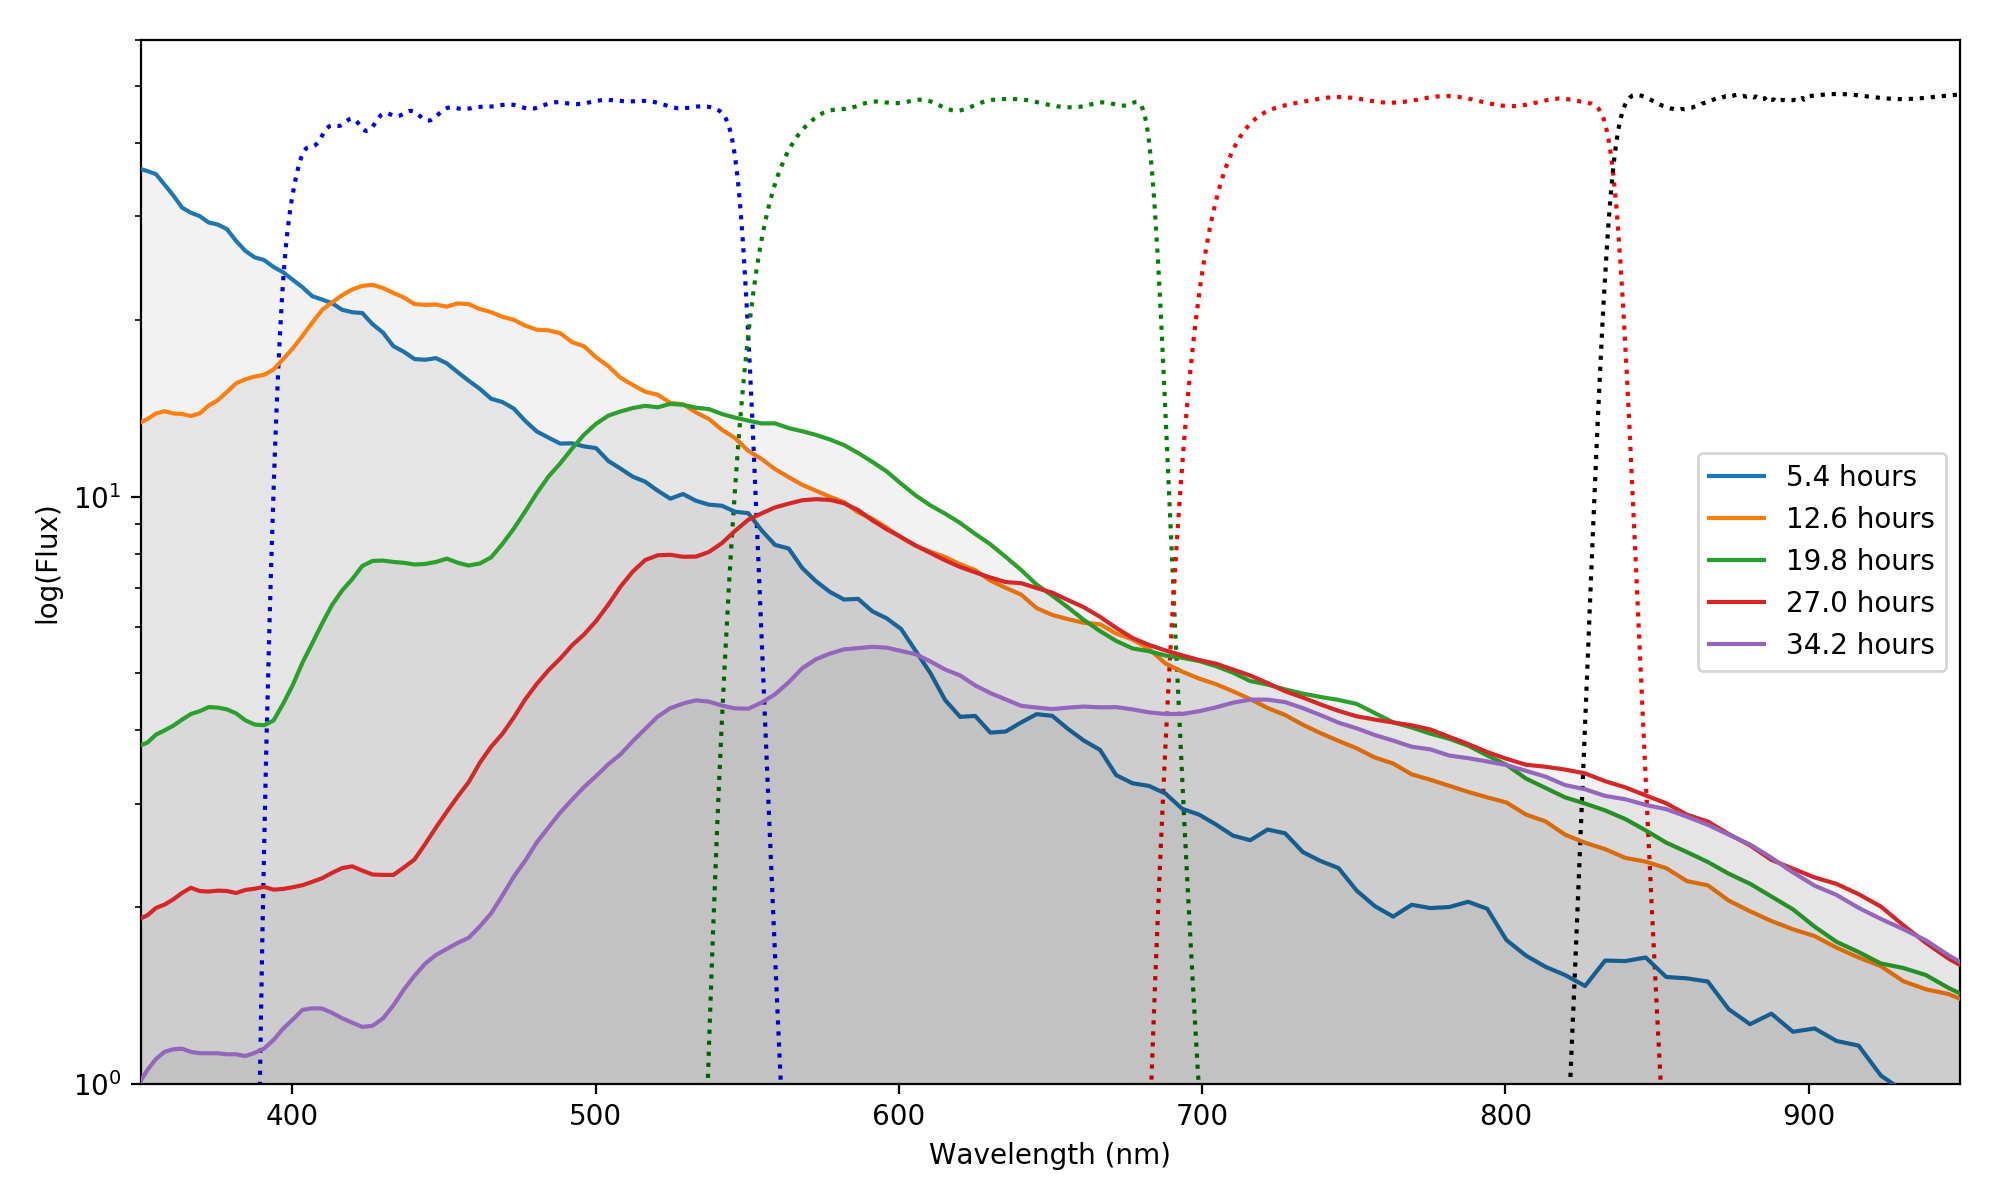 log(Flux)
10¹
10⁰
400 500 600 700 800 900
Wavelength (nm)
5.4 hours
12.6 hours
19.8 hours
27.0 hours
34.2 hours